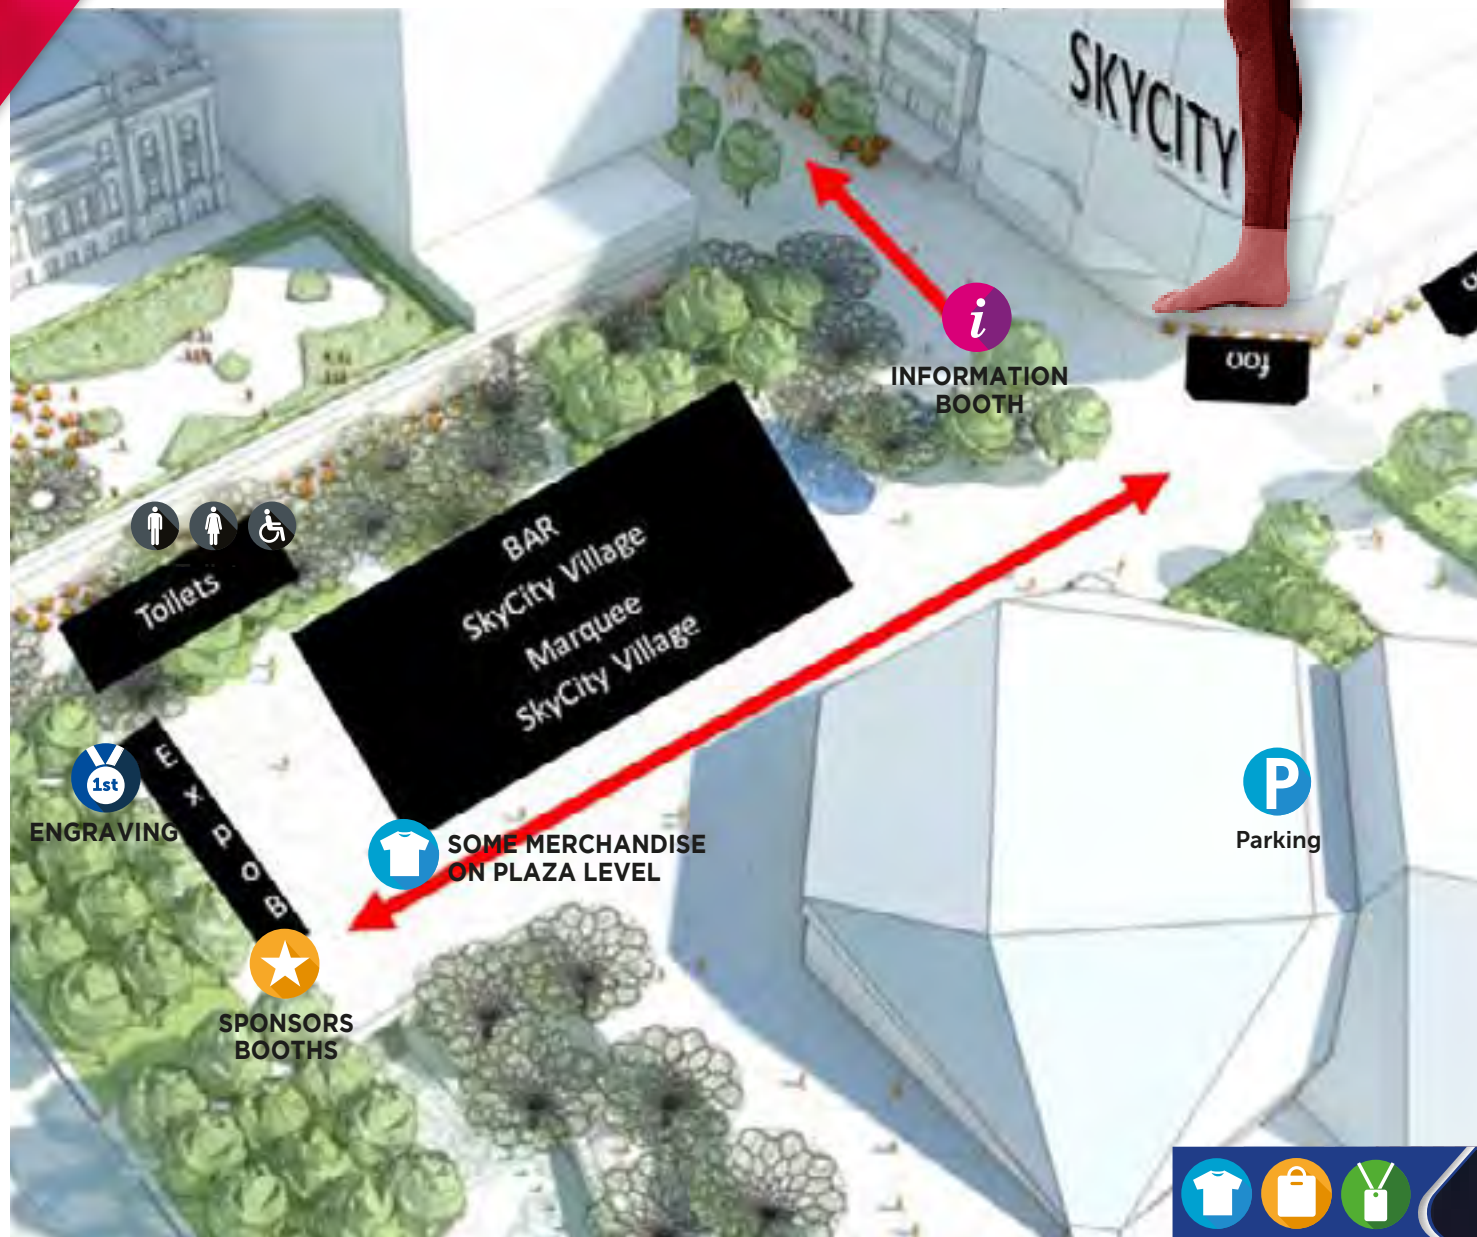 SKYCITY
i
INFORMATION
BOOTH
foo
BAR
SkyCity Village
Marquee
SkyCity Village
Toilets
1st
ENGRAVING
E
X
P
O
B
SOME MERCHANDISE
ON PLAZA LEVEL
P
Parking
SPONSORS
BOOTHS